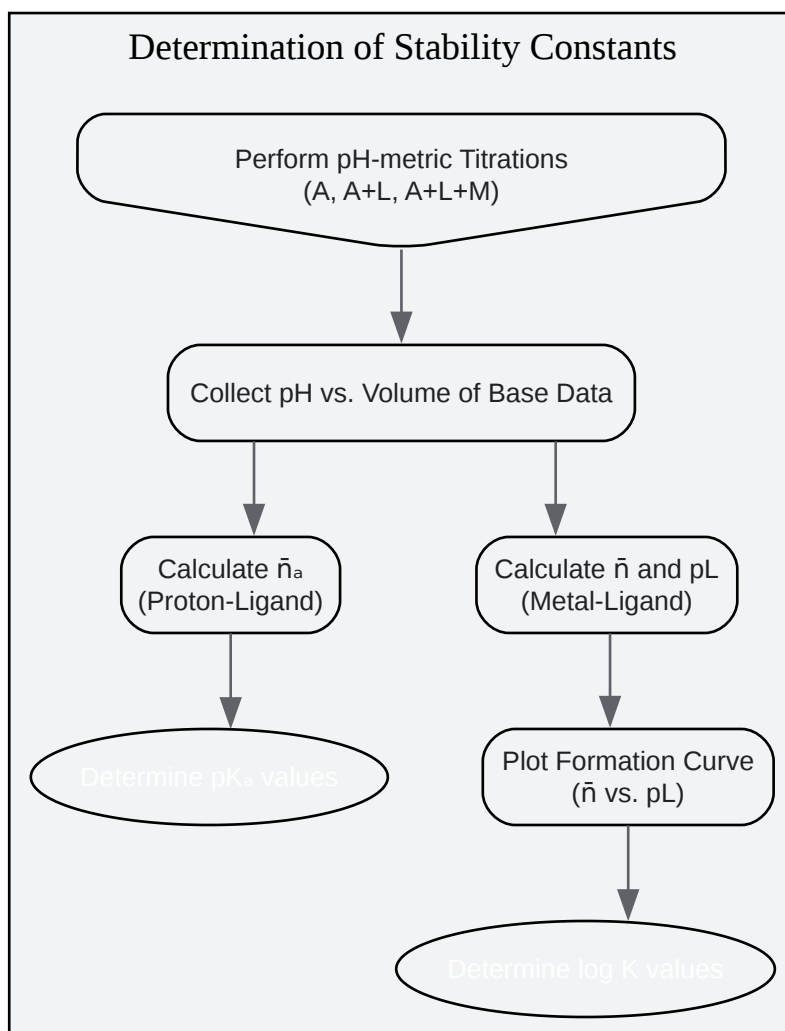 Determination of Stability Constants
Perform pH-metric Titrations
(A, A+L, A+L+M)
Collect pH vs. Volume of Base Data
Calculate n̄ₐ
(Proton-Ligand)
Calculate n̄ and pL
(Metal-Ligand)
Determine pKₐ values
Plot Formation Curve
(n̄ vs. pL)
Determine log K values